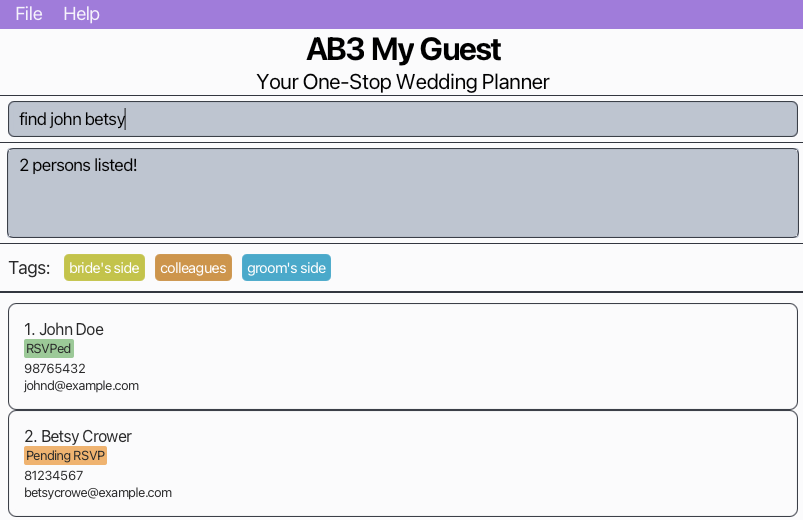 File Help
AB3 My Guest
Your One-Stop Wedding Planner
find john betsy
2 persons listed!
Tags: bride's side colleagues groom's side
1. John Doe
RSVPed
98765432
johnd@example.com
2. Betsy Crower
Pending RSVP
81234567
betsycrowe@example.com